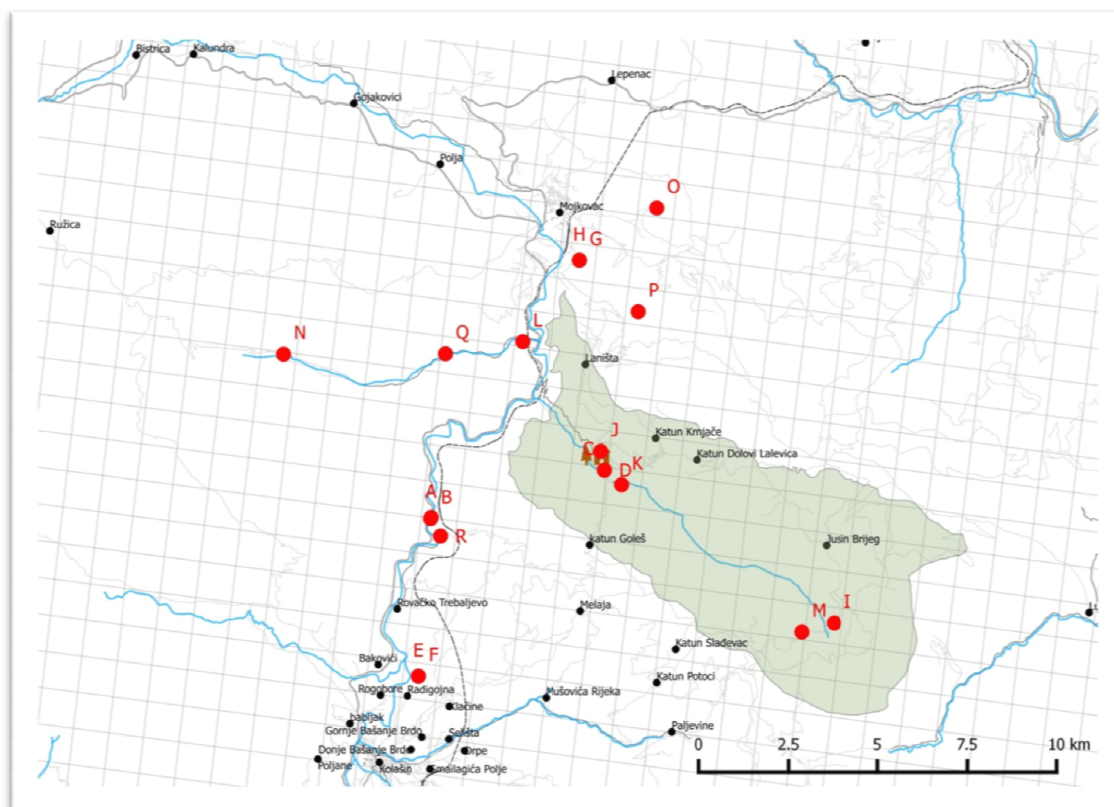 Bistrica
Kalundra
Lepenac
Gojakovici
Polja
O
Mojkovac
Ružica
H G
P
L
N
Q
Laništa
J
Katun Krnjače
C
Katun Dolovi Lalevica
D K
A B
R
katun Goleš
Jusin Brijeg
Rovačko Trebaljevo
Melaja
M I
E F
Bakovići
Katun Slađevac
Rogobore
Radigojna
Mušovića Rijeka
Katun Potoci
Klačine
babljak
Gornje Bašanje Brdo
Selišta
Paljevine
Donje Bašanje Brdo
Drpe
Poljane
Kolašin
Smailagića Polje
0 2.5 5 7.5 10 km